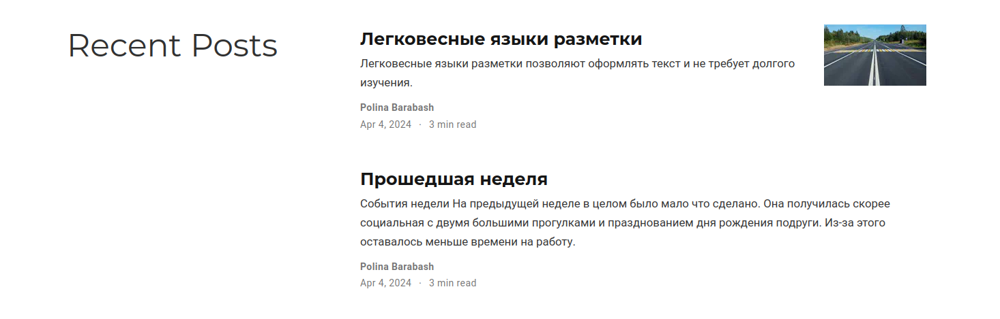 Recent Posts
Легковесные языки разметки
Легковесные языки разметки позволяют оформлять текст и не требует долгого
изучения.
Polina Barabash
Apr 4, 2024 · 3 min read
Прошедшая неделя
События недели На предыдущей неделе в целом было мало что сделано. Она получилась скорее
социальная с двумя большими прогулками и празднованием дня рождения подруги. Из-за этого
оставалось меньше времени на работу.
Polina Barabash
Apr 4, 2024 · 3 min read